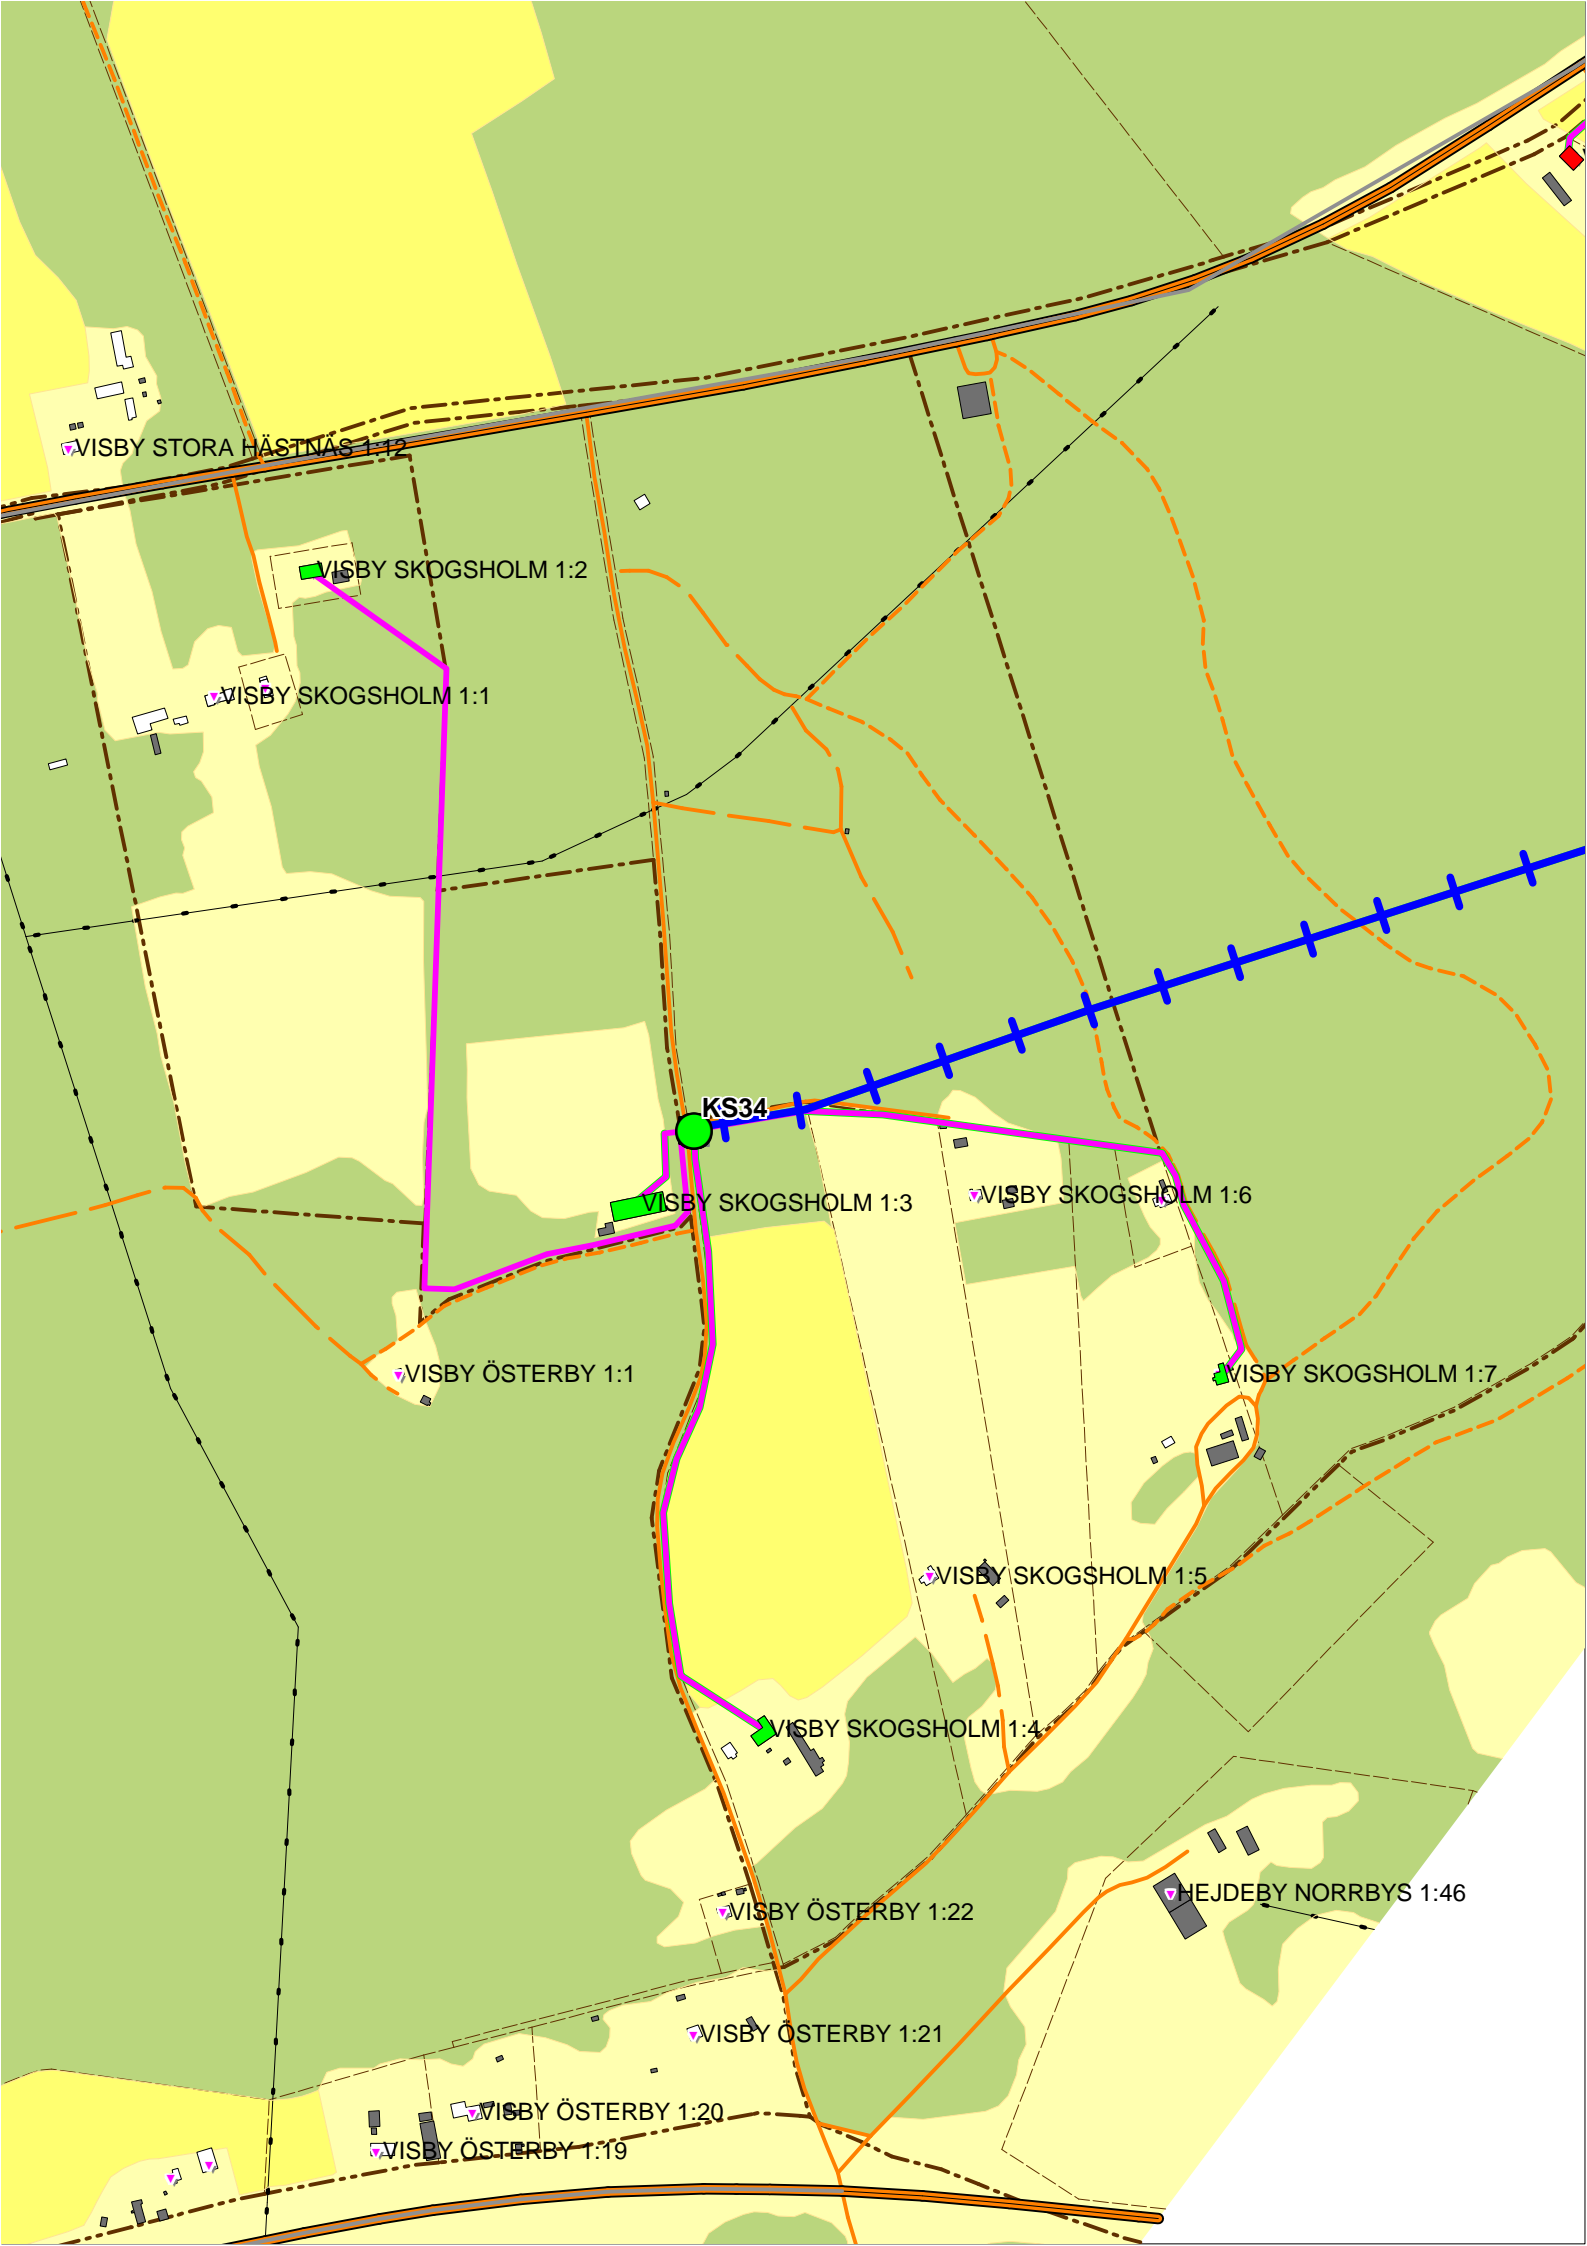 VISBY STORA HÄSTNÄS 1:12
VISBY SKOGSHOLM 1:2
VISBY SKOGSHOLM 1:1
KS34
VISBY SKOGSHOLM 1:3
VISBY SKOGSHOLM 1:6
VISBY ÖSTERBY 1:1
VISBY SKOGSHOLM 1:7
VISBY SKOGSHOLM 1:5
VISBY SKOGSHOLM 1:4
HEJDEBY NORRBYS 1:46
VISBY ÖSTERBY 1:22
VISBY ÖSTERBY 1:21
VISBY ÖSTERBY 1:20
VISBY ÖSTERBY 1:19